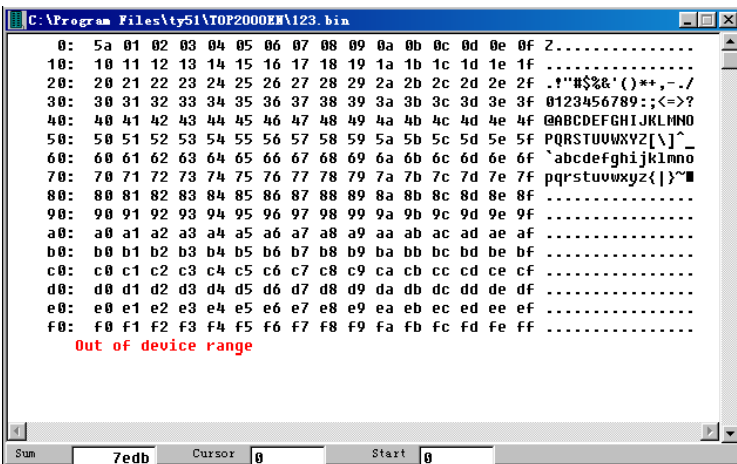 C:\Program Files\ty51\TOP2000EN\123.bin
0: 5a 01 02 03 04 05 06 07 08 09 0a 0b 0c 0d 0e 0f Z...............
10: 10 11 12 13 14 15 16 17 18 19 1a 1b 1c 1d 1e 1f ................
20: 20 21 22 23 24 25 26 27 28 29 2a 2b 2c 2d 2e 2f .!"#$%&'()*+,-./
30: 30 31 32 33 34 35 36 37 38 39 3a 3b 3c 3d 3e 3f 0123456789:;<=>?
40: 40 41 42 43 44 45 46 47 48 49 4a 4b 4c 4d 4e 4f @ABCDEFGHIJKLMNO
50: 50 51 52 53 54 55 56 57 58 59 5a 5b 5c 5d 5e 5f PQRSTUVWXYZ[\]^_
60: 60 61 62 63 64 65 66 67 68 69 6a 6b 6c 6d 6e 6f `abcdefghijklmno
70: 70 71 72 73 74 75 76 77 78 79 7a 7b 7c 7d 7e 7f pqrstuvwxyz{|}~■
80: 80 81 82 83 84 85 86 87 88 89 8a 8b 8c 8d 8e 8f ................
90: 90 91 92 93 94 95 96 97 98 99 9a 9b 9c 9d 9e 9f ................
a0: a0 a1 a2 a3 a4 a5 a6 a7 a8 a9 aa ab ac ad ae af ................
b0: b0 b1 b2 b3 b4 b5 b6 b7 b8 b9 ba bb bc bd be bf ................
c0: c0 c1 c2 c3 c4 c5 c6 c7 c8 c9 ca cb cc cd ce cf ................
d0: d0 d1 d2 d3 d4 d5 d6 d7 d8 d9 da db dc dd de df ................
e0: e0 e1 e2 e3 e4 e5 e6 e7 e8 e9 ea eb ec ed ee ef ................
f0: f0 f1 f2 f3 f4 f5 f6 f7 f8 f9 fa fb fc fd fe ff ................
Out of device range
Sum 7edb Cursor 0 Start 0